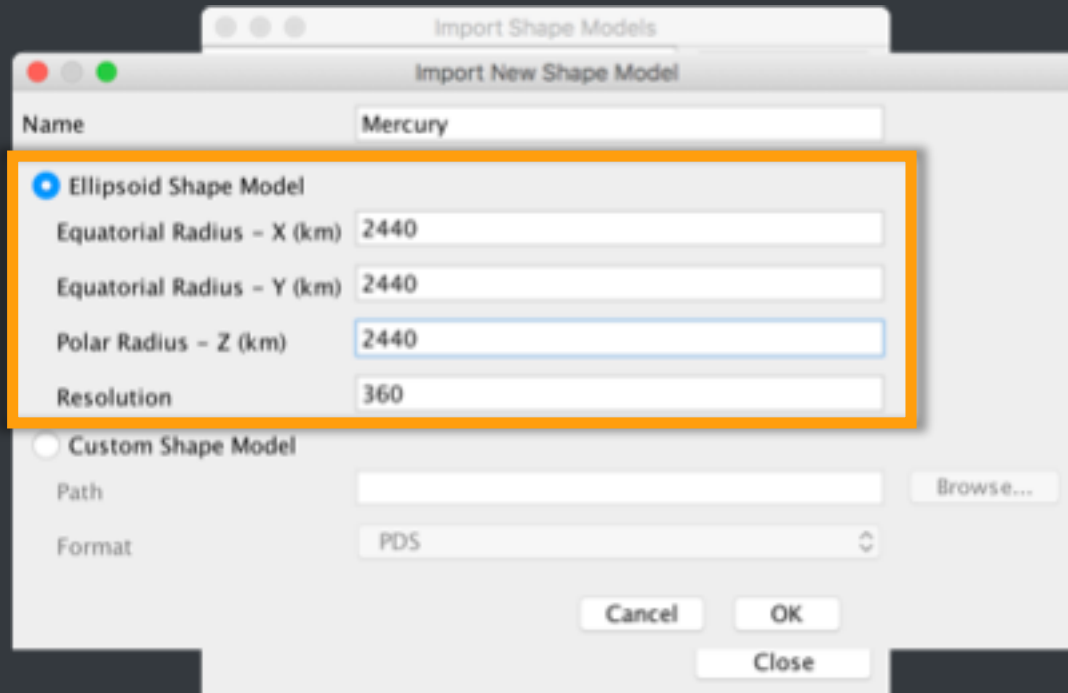 Import Shape Models
Import New Shape Model
Name Mercury
Ellipsoid Shape Model
Equatorial Radius – X (km) 2440
Equatorial Radius – Y (km) 2440
Polar Radius – Z (km) 2440
Resolution 360
Custom Shape Model
Path Browse...
Format PDS
Cancel OK
Close